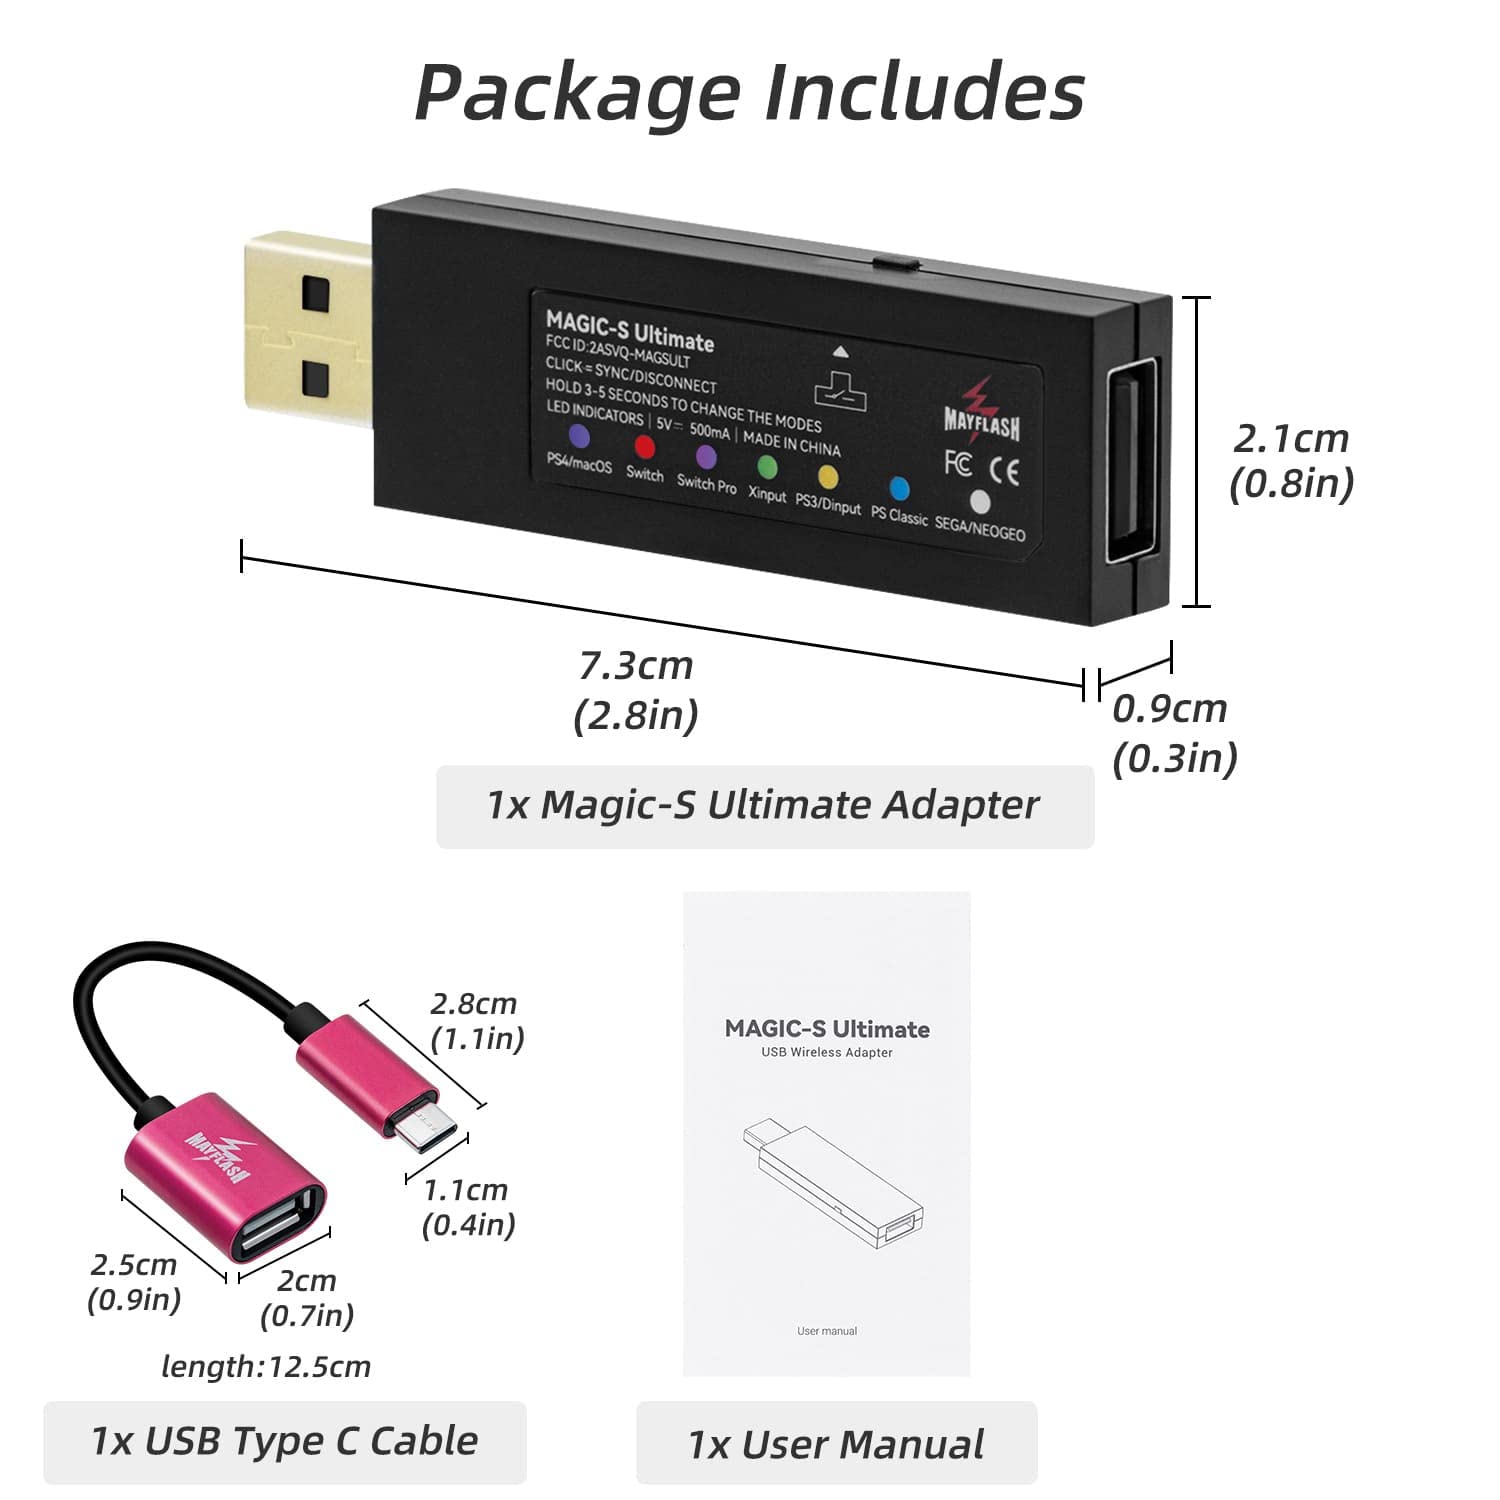 Package Includes
MAGIC-S Ultimate
FCC ID:2ASVQ-MAGSULT
CLICK = SYNC/DISCONNECT
HOLD 3-5 SECONDS TO CHANGE THE MODES
LED INDICATORS | 5V⎓ 500mA | MADE IN CHINA
PS4/macOS Switch Switch Pro Xinput PS3/Dinput PS Classic SEGA/NEOGEO
MAYFLASH
FC CE
2.1cm
(0.8in)
7.3cm
(2.8in)
0.9cm
(0.3in)
1x Magic-S Ultimate Adapter
2.8cm
(1.1in)
MAYFLASH
1.1cm
(0.4in)
2.5cm
(0.9in)
2cm
(0.7in)
length:12.5cm
1x USB Type C Cable
MAGIC-S Ultimate
USB Wireless Adapter
User manual
1x User Manual